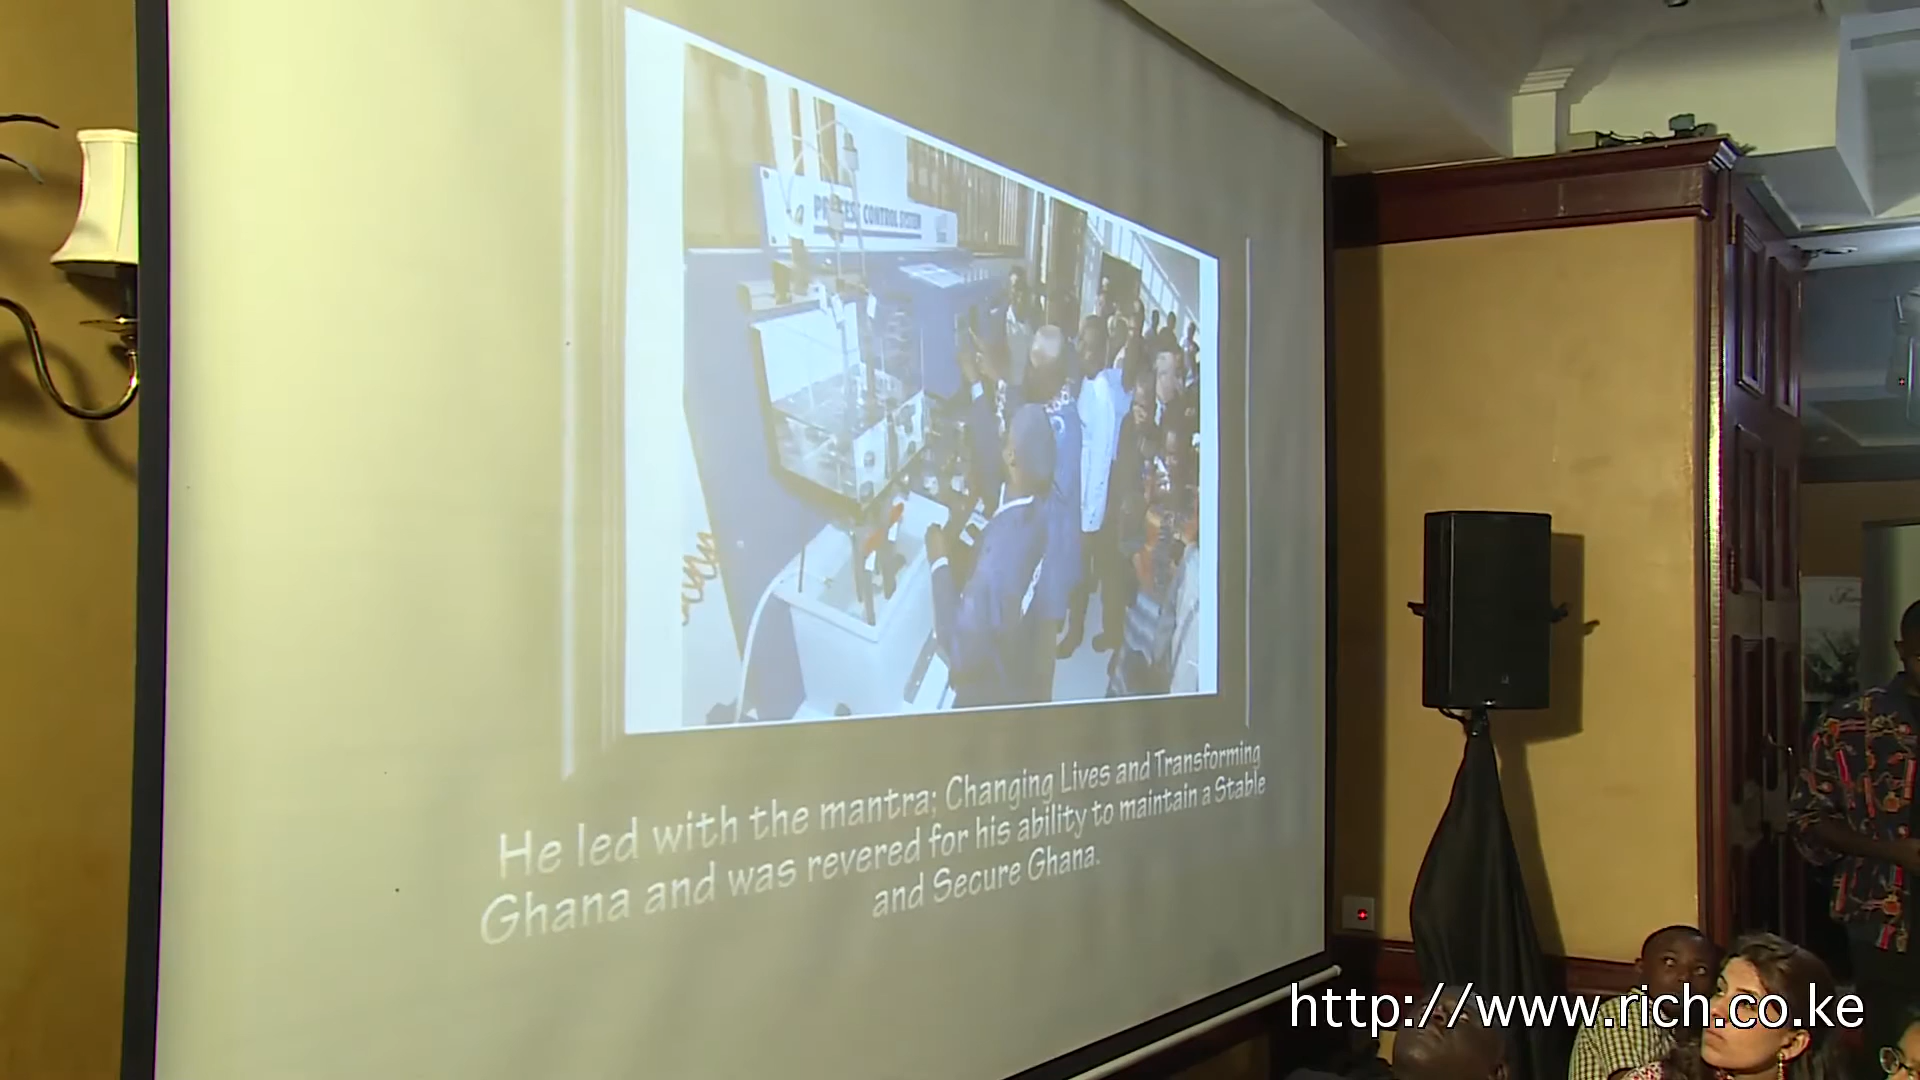 PROCESS CONTROL SYSTEM
He led with the mantra; Changing Lives and Transforming
Ghana and was revered for his ability to maintain a Stable
and Secure Ghana.
http://www.rich.co.ke